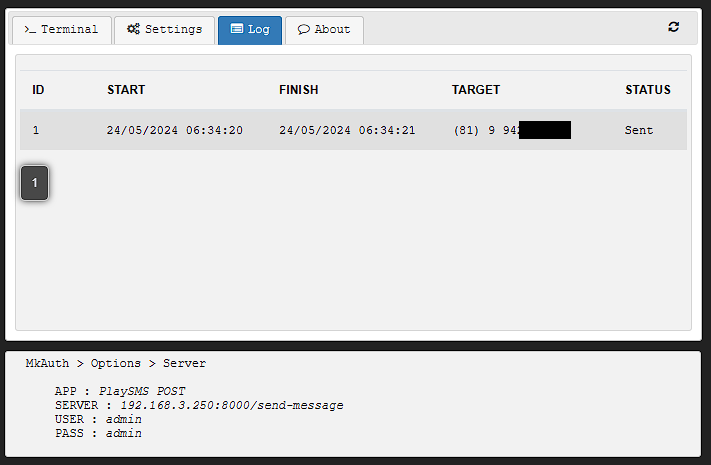 >_ Terminal Settings Log About
ID START FINISH TARGET STATUS
1 24/05/2024 06:34:20 24/05/2024 06:34:21 (81) 9 94 Sent
1
MkAuth > Options > Server
APP : PlaySMS POST
SERVER : 192.168.3.250:8000/send-message
USER : admin
PASS : admin